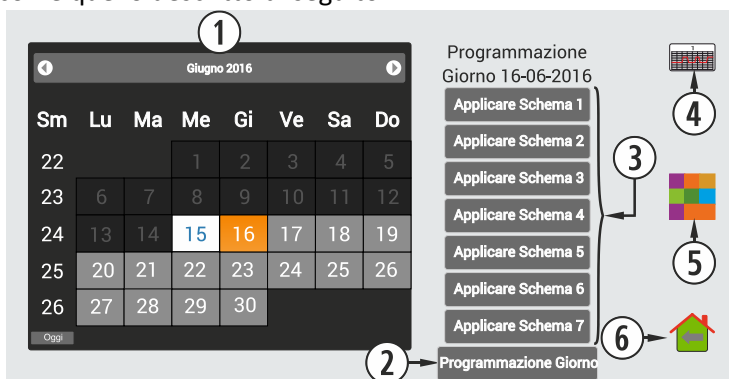 1
Giugno 2016
Sm Lu Ma Me Gi Ve Sa Do
22 1 2 3 4 5
23 6 7 8 9 10 11 12
24 13 14 15 16 17 18 19
25 20 21 22 23 24 25 26
26 27 28 29 30
Oggi
Programmazione
Giorno 16-06-2016
Applicare Schema 1
Applicare Schema 2
Applicare Schema 3
Applicare Schema 4
Applicare Schema 5
Applicare Schema 6
Applicare Schema 7
2
Programmazione Giorno
3
4
5
6